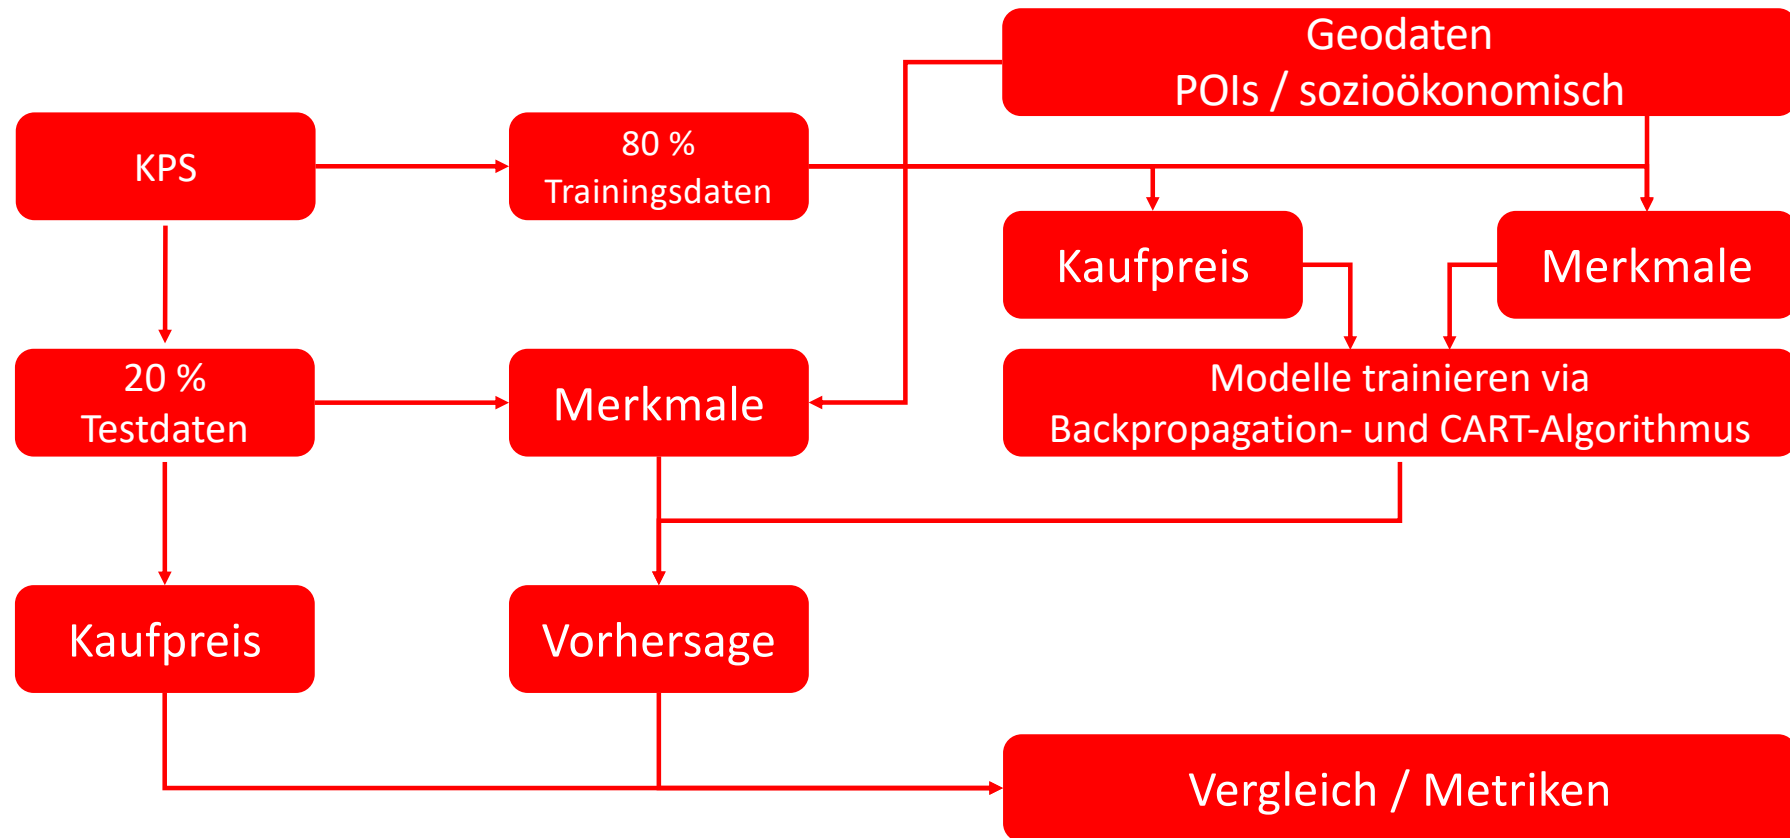 Geodaten
POIs / sozioökonomisch
KPS
80 %
Trainingsdaten
Kaufpreis
Merkmale
20 %
Testdaten
Merkmale
Modelle trainieren via
Backpropagation- und CART-Algorithmus
Kaufpreis
Vorhersage
Vergleich / Metriken